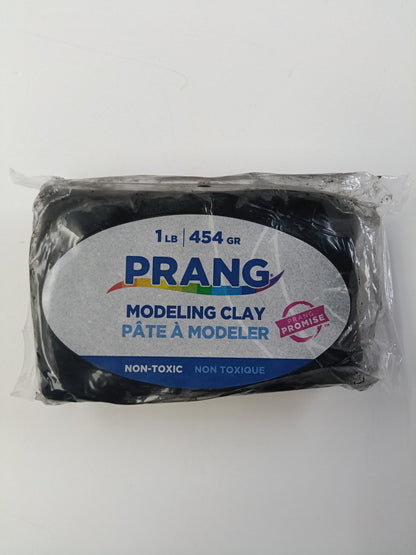 1 LB | 454 GR
PRANG
MODELING CLAY
PÂTE À MODELER
PRANG
PROMISE
NON-TOXIC NON TOXIQUE